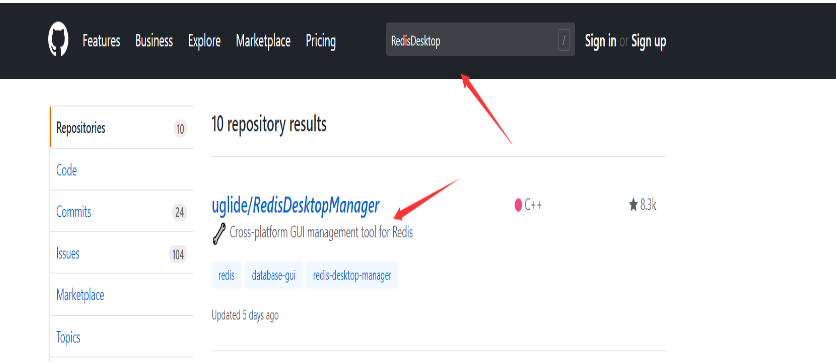 Features Business Explore Marketplace Pricing RedisDesktop / Sign in or Sign up
Repositories 10
Code
Commits 24
Issues 104
Marketplace
Topics
10 repository results
uglide/RedisDesktopManager C++ 8.3k
Cross-platform GUI management tool for Redis
redis database-gui redis-desktop-manager
Updated 5 days ago